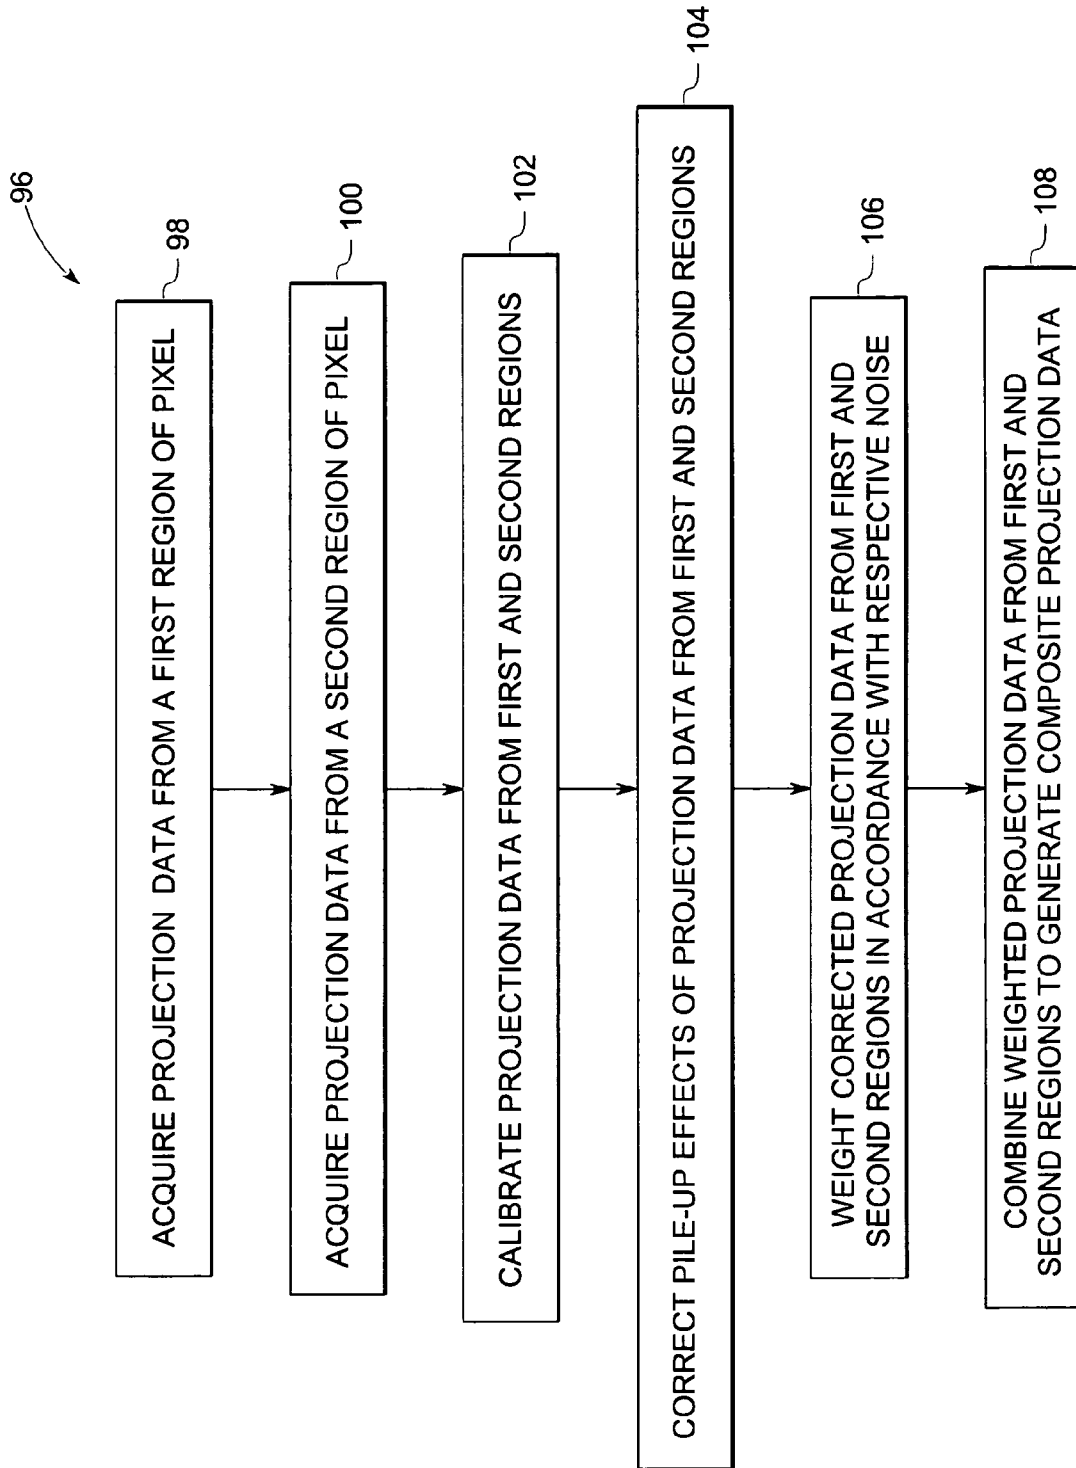 96
ACQUIRE PROJECTION DATA FROM A FIRST REGION OF PIXEL
98
ACQUIRE PROJECTION DATA FROM A SECOND REGION OF PIXEL
100
CALIBRATE PROJECTION DATA FROM FIRST AND SECOND REGIONS
102
CORRECT PILE-UP EFFECTS OF PROJECTION DATA FROM FIRST AND SECOND REGIONS
104
WEIGHT CORRECTED PROJECTION DATA FROM FIRST AND
SECOND REGIONS IN ACCORDANCE WITH RESPECTIVE NOISE
106
COMBINE WEIGHTED PROJECTION DATA FROM FIRST AND
SECOND REGIONS TO GENERATE COMPOSITE PROJECTION DATA
108